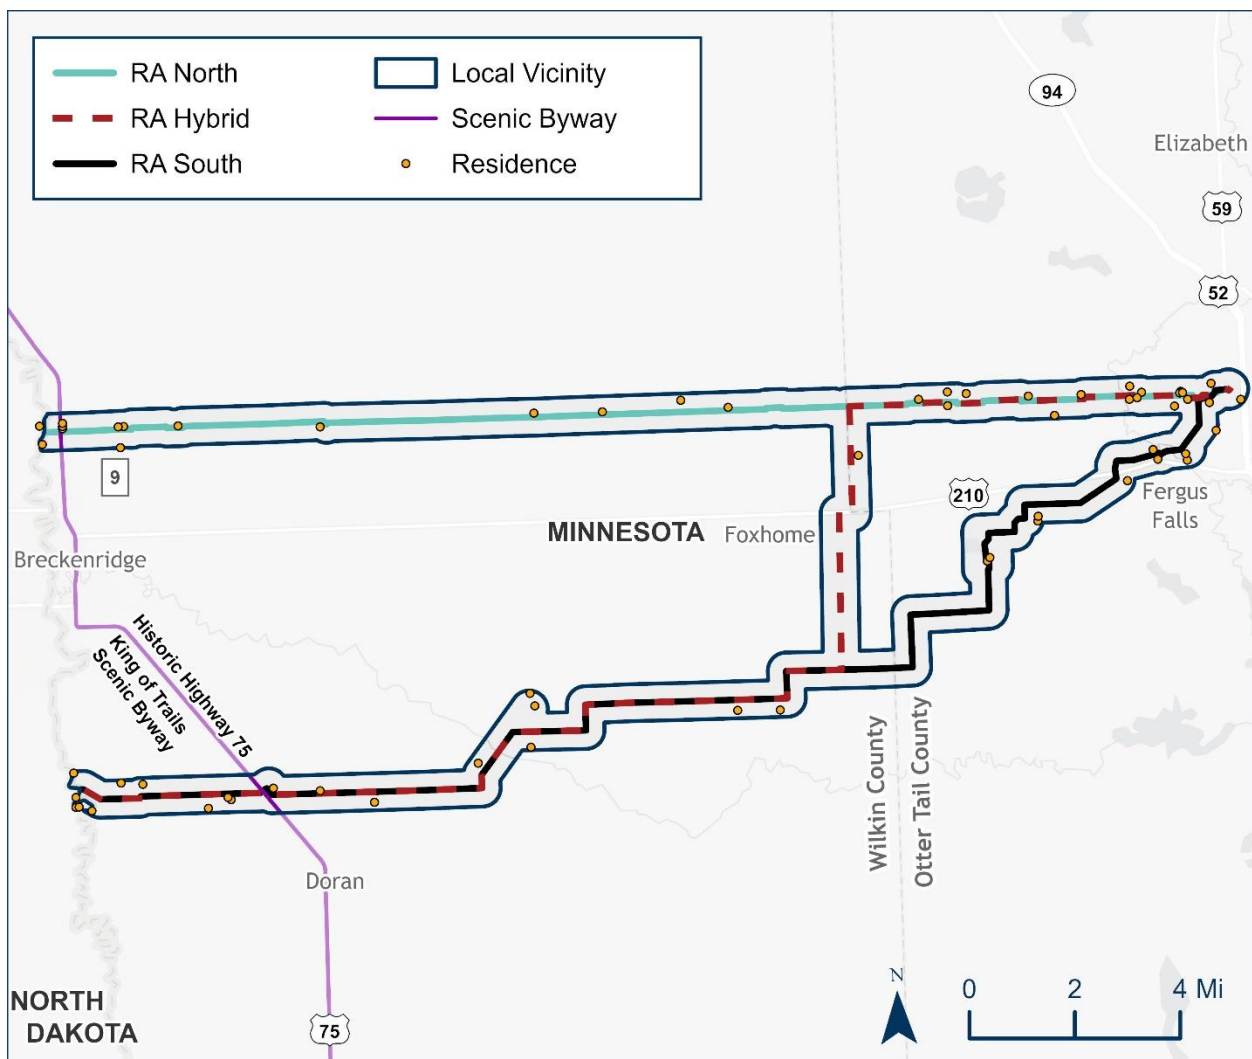 RA North
RA Hybrid
RA South
Local Vicinity
Scenic Byway
Residence
94
Elizabeth
59
52
9
210
MINNESOTA
Foxhome
Fergus
Falls
Breckenridge
Historic Highway 75
King of Trails
Scenic Byway
Wilkin County
Otter Tail County
Doran
NORTH
DAKOTA
75
N
0 2 4 Mi